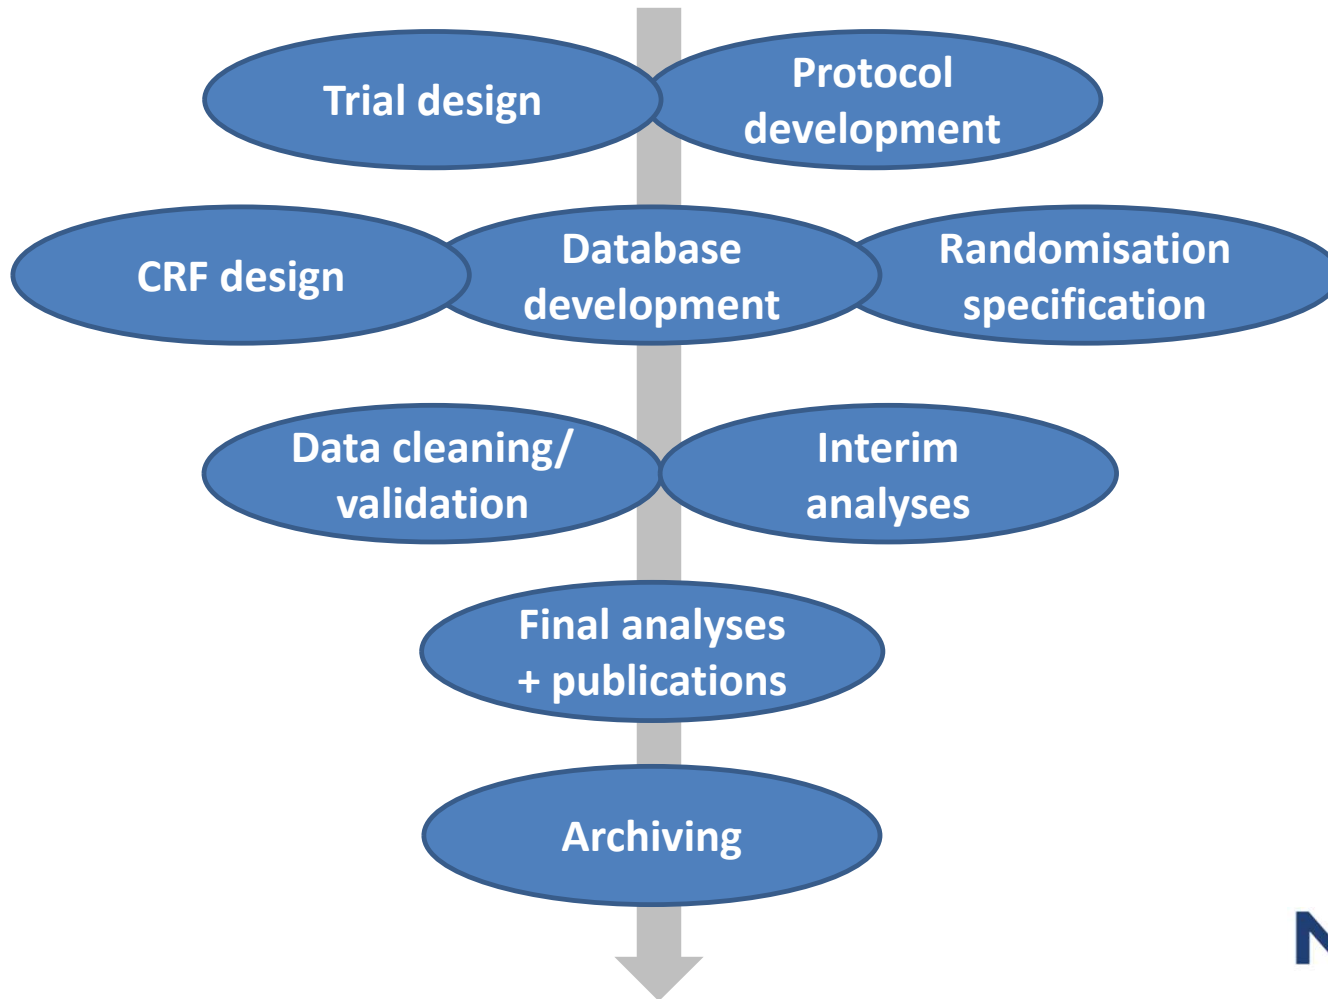 Trial design
Protocol
development
CRF design
Database
development
Randomisation
specification
Data cleaning/
validation
Interim
analyses
Final analyses
+ publications
Archiving
N